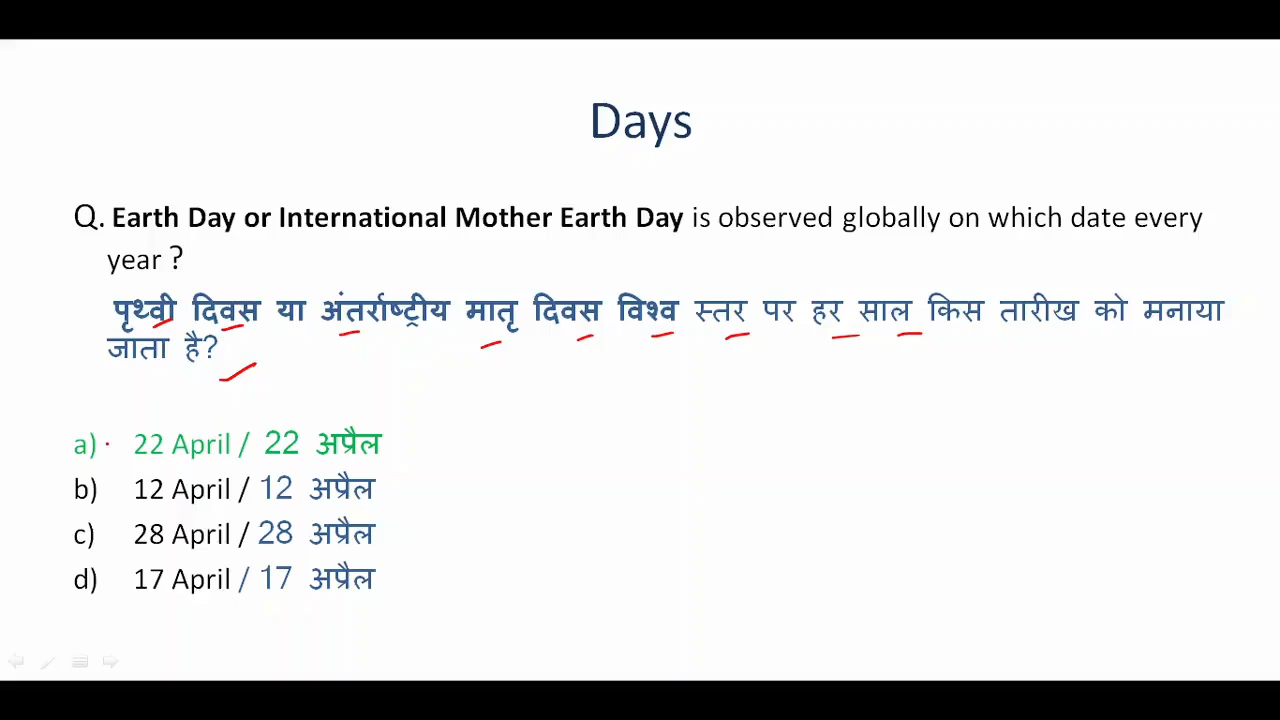 Days
Q. Earth Day or International Mother Earth Day is observed globally on which date every
year ?
पृथ्वी दिवस या अंतर्राष्ट्रीय मातृ दिवस विश्व स्तर पर हर साल किस तारीख को मनाया
जाता है?
a) 22 April / 22 अप्रैल
b) 12 April / 12 अप्रैल
c) 28 April / 28 अप्रैल
d) 17 April / 17 अप्रैल